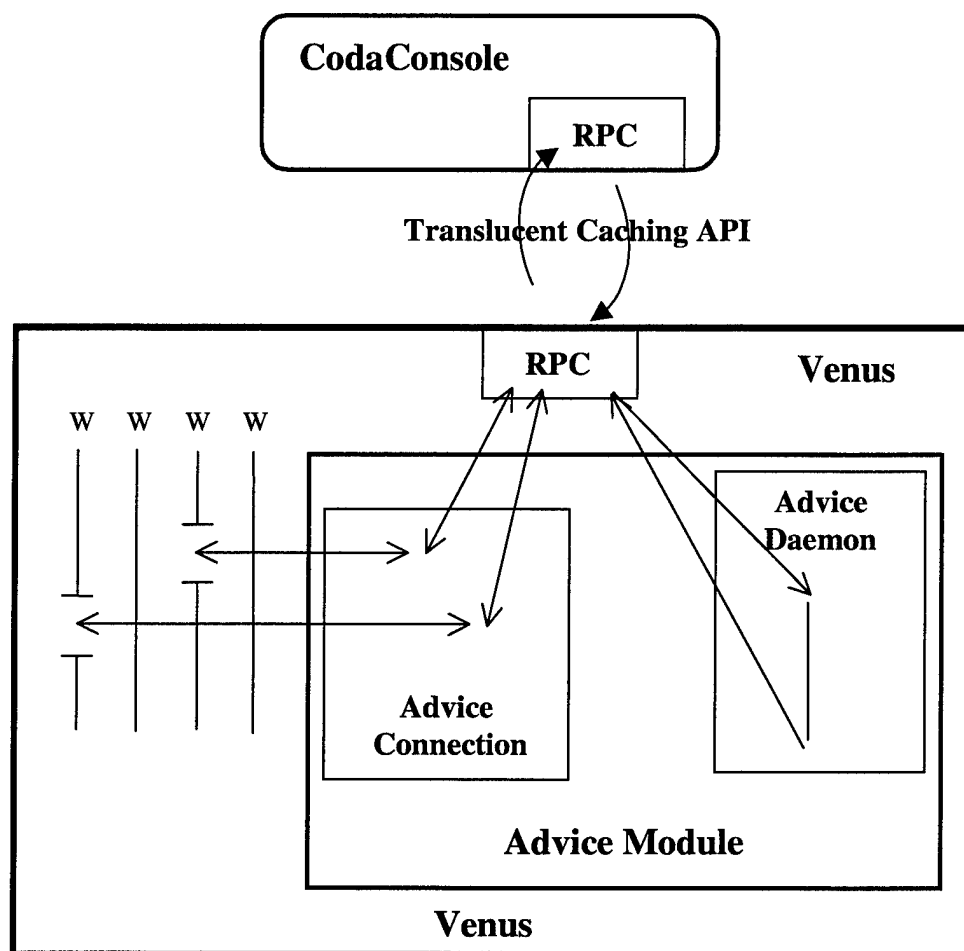 CodaConsole
RPC
Translucent Caching API
RPC
Venus
W W W W
Advice
Daemon
Advice
Connection
Advice Module
Venus